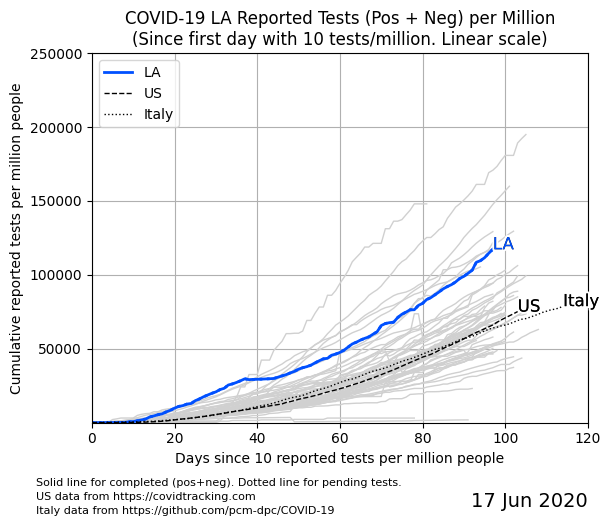 COVID-19 LA Reported Tests (Pos + Neg) per Million
(Since first day with 10 tests/million. Linear scale)
Cumulative reported tests per million people
250000
200000
150000
100000
50000
LA
US
Italy
LA
US
Italy
0 20 40 60 80 100 120
Days since 10 reported tests per million people
Solid line for completed (pos+neg). Dotted line for pending tests.
US data from https://covidtracking.com
Italy data from https://github.com/pcm-dpc/COVID-19
17 Jun 2020